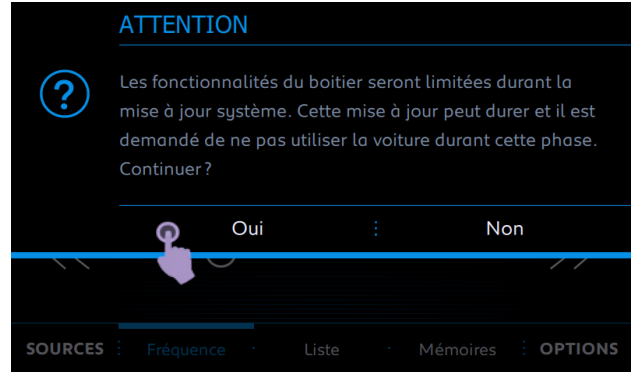 ATTENTION
Les fonctionnalités du boitier seront limitées durant la
mise à jour système. Cette mise à jour peut durer et il est
demandé de ne pas utiliser la voiture durant cette phase.
Continuer ?
Oui Non
SOURCES Fréquence Liste Mémoires OPTIONS